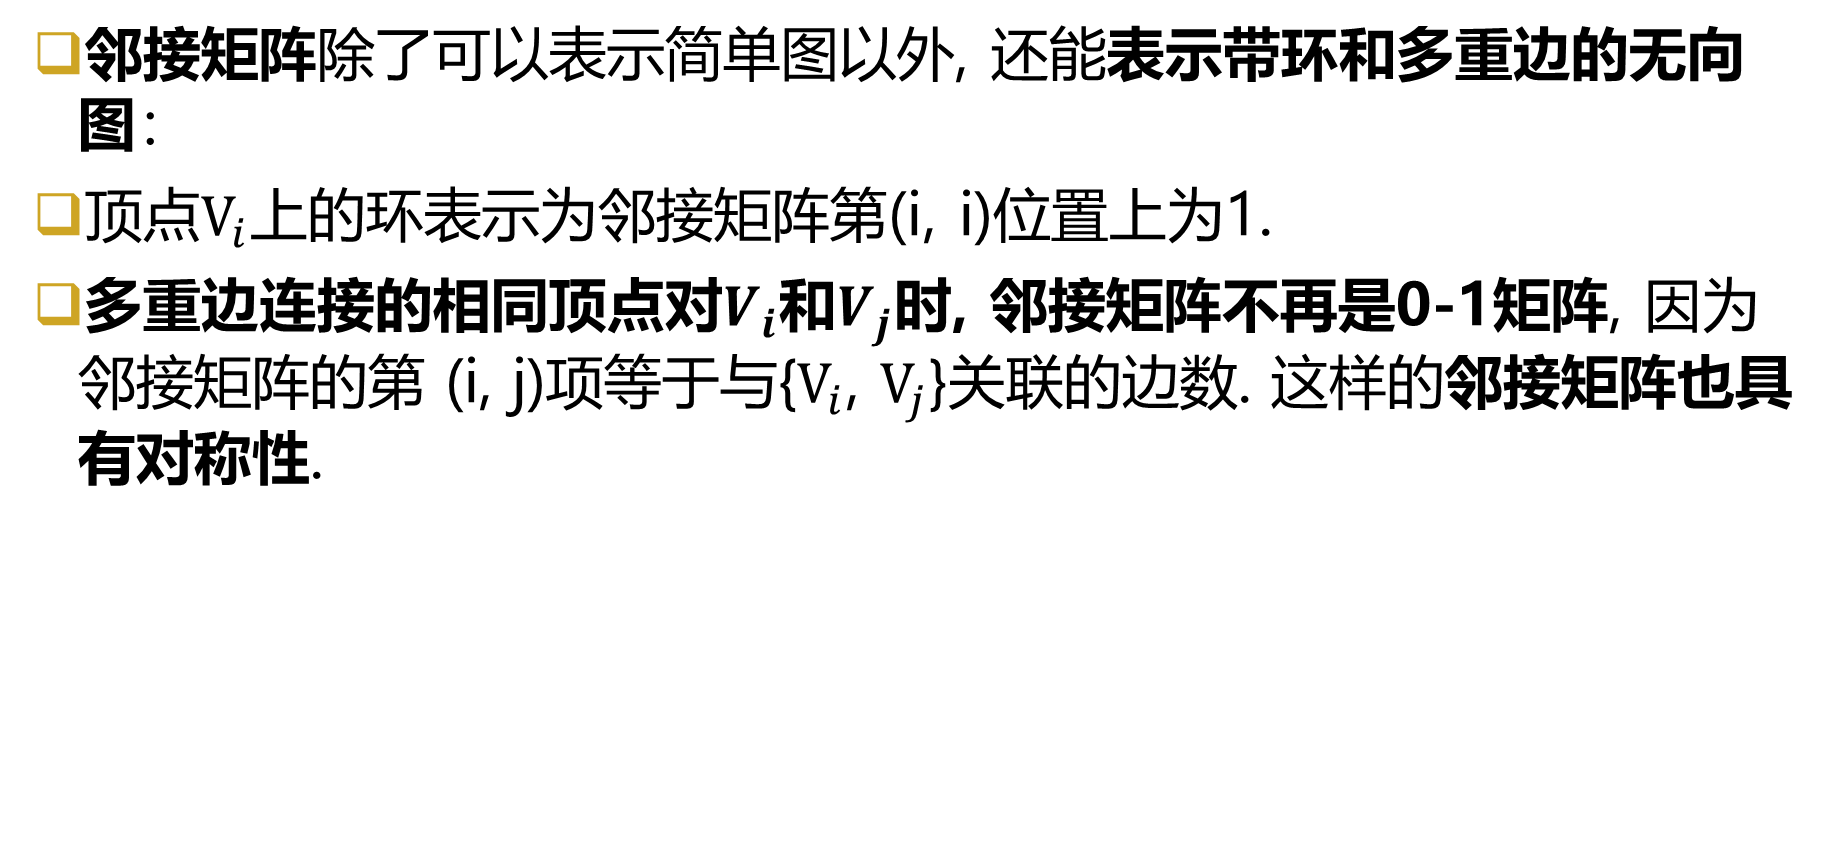 ❑邻接矩阵除了可以表示简单图以外, 还能表示带环和多重边的无向
图:
❑顶点Vᵢ上的环表示为邻接矩阵第(i, i)位置上为1.
❑多重边连接的相同顶点对Vᵢ和Vⱼ时, 邻接矩阵不再是0-1矩阵, 因为
邻接矩阵的第 (i, j)项等于与{Vᵢ, Vⱼ}关联的边数. 这样的邻接矩阵也具
有对称性.